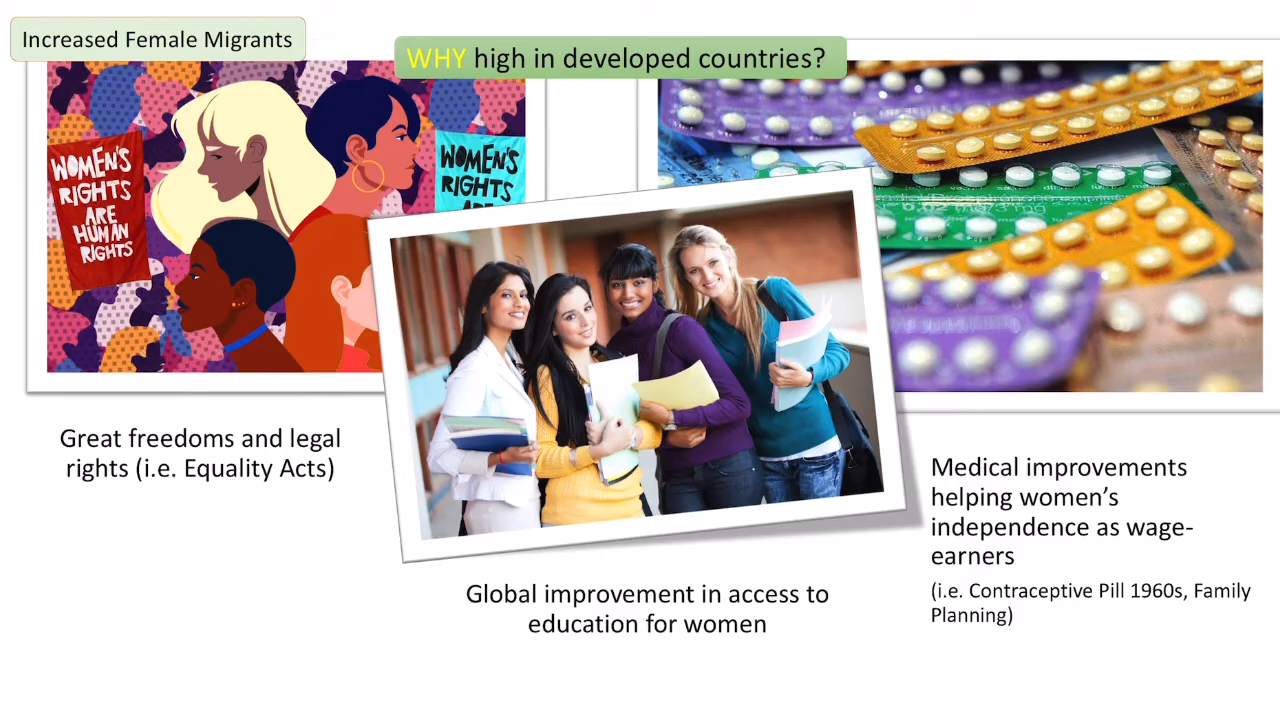 Increased Female Migrants
WHY high in developed countries?
WOMEN'S
RIGHTS
ARE
HUMAN
RIGHTS
WOMEN'S
RIGHTS
Great freedoms and legal
rights (i.e. Equality Acts)
Global improvement in access to
education for women
Medical improvements
helping women's
independence as wage-
earners
(i.e. Contraceptive Pill 1960s, Family
Planning)